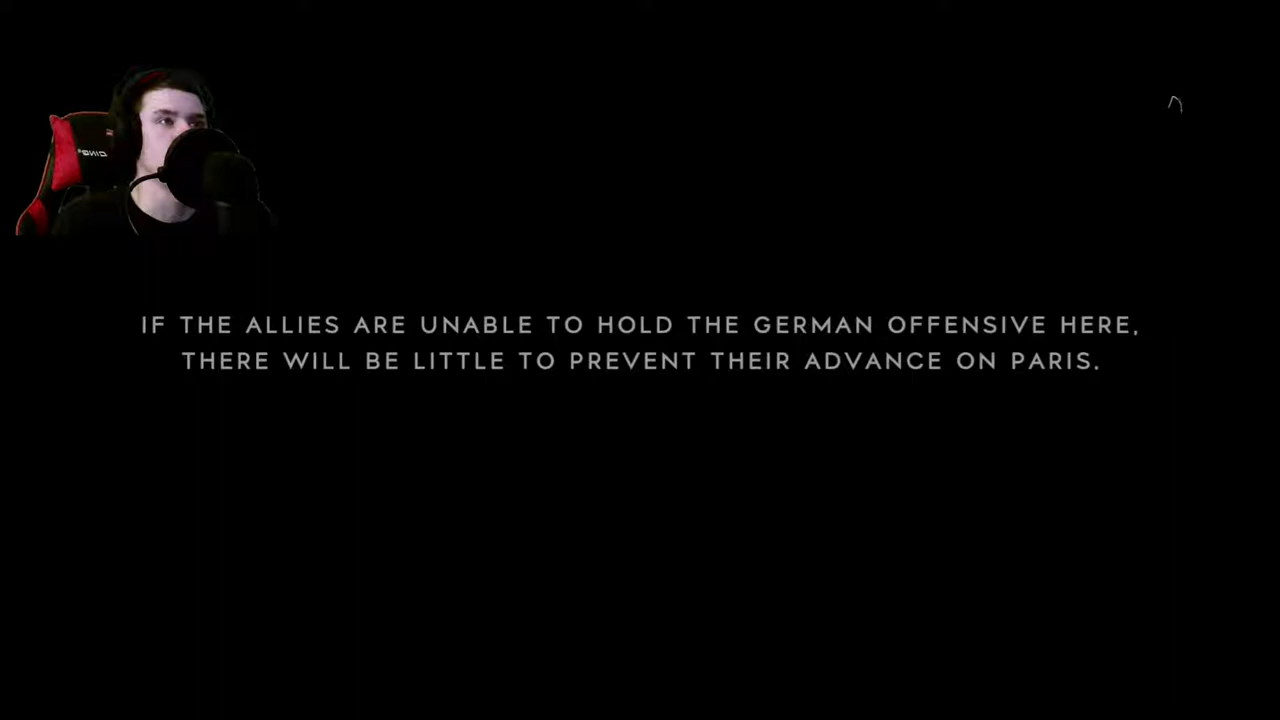 IF THE ALLIES ARE UNABLE TO HOLD THE GERMAN OFFENSIVE HERE,
THERE WILL BE LITTLE TO PREVENT THEIR ADVANCE ON PARIS.